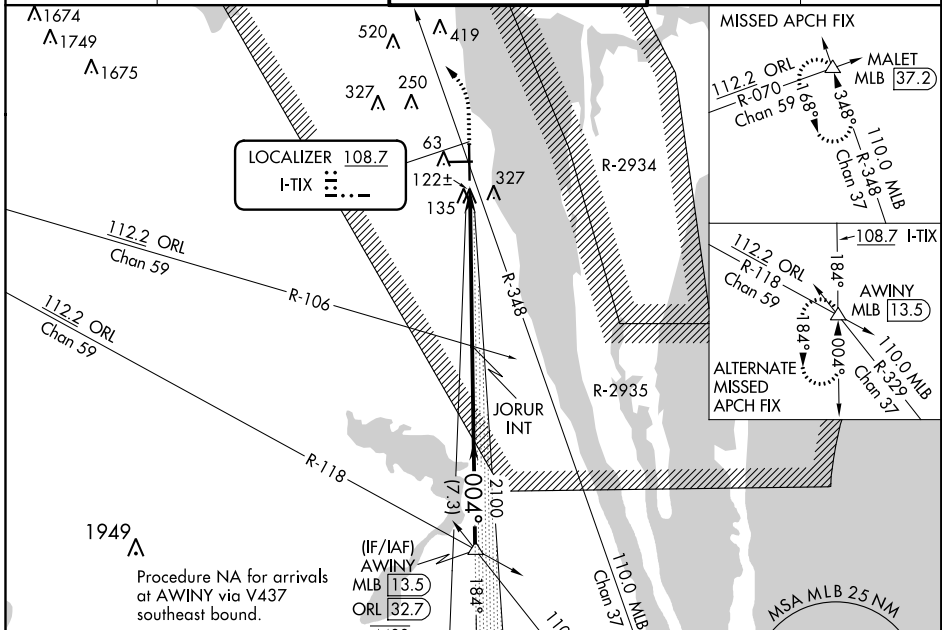 1674
1749
1675
520
419
327
250
63
LOCALIZER 108.7
I-TIX
122±
135
327
R-2934
112.2 ORL
Chan 59
R-106
R-348
112.2 ORL
Chan 59
R-118
JORUR
INT
R-2935
004°
(7.3)
2100
1949
Procedure NA for arrivals
at AWINY via V437
southeast bound.
(IF/IAF)
AWINY
MLB 13.5
ORL 32.7
184°
110.0 MLB
Chan 37
MISSED APCH FIX
112.2 ORL
R-070
Chan 59
MALET
MLB 37.2
168°
348°
110.0 MLB
R-348
Chan 37
108.7 I-TIX
112.2 ORL
R-118
Chan 59
184°
AWINY
MLB 13.5
184°
004°
110.0 MLB
R-329
Chan 37
ALTERNATE
MISSED
APCH FIX
MSA MLB 25 NM